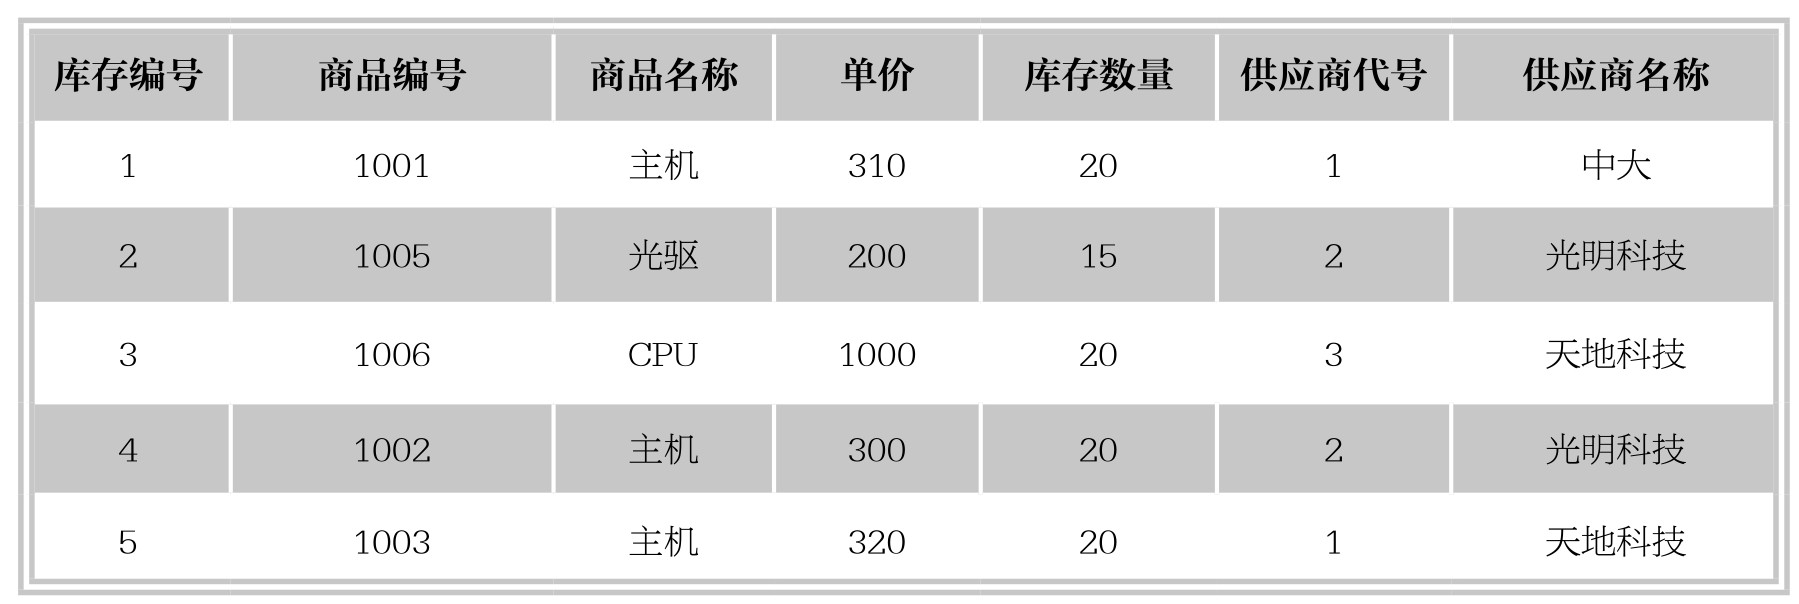 库存编号 商品编号 商品名称 单价 库存数量 供应商代号 供应商名称
1 1001 主机 310 20 1 中大
2 1005 光驱 200 15 2 光明科技
3 1006 CPU 1000 20 3 天地科技
4 1002 主机 300 20 2 光明科技
5 1003 主机 320 20 1 天地科技